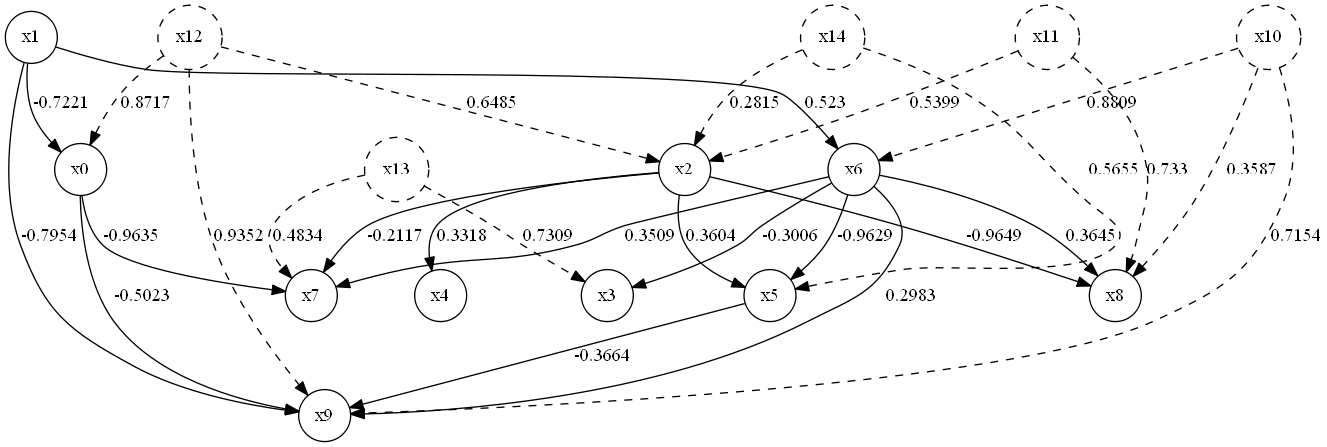 x1 x12 x14 x11 x10
-0.7221 0.8717 0.6485 0.2815 0.523 0.5399 0.8809
x0 x13 x2 x6 0.5655 0.733 0.3587
-0.7954 -0.9635 0.9352 0.4834 -0.2117 0.3318 0.7309 0.3509 0.3604 -0.3006 -0.9629 -0.9649 0.3645 0.7154
-0.5023 x7 x4 x3 x5 0.2983 x8
-0.3664
x9